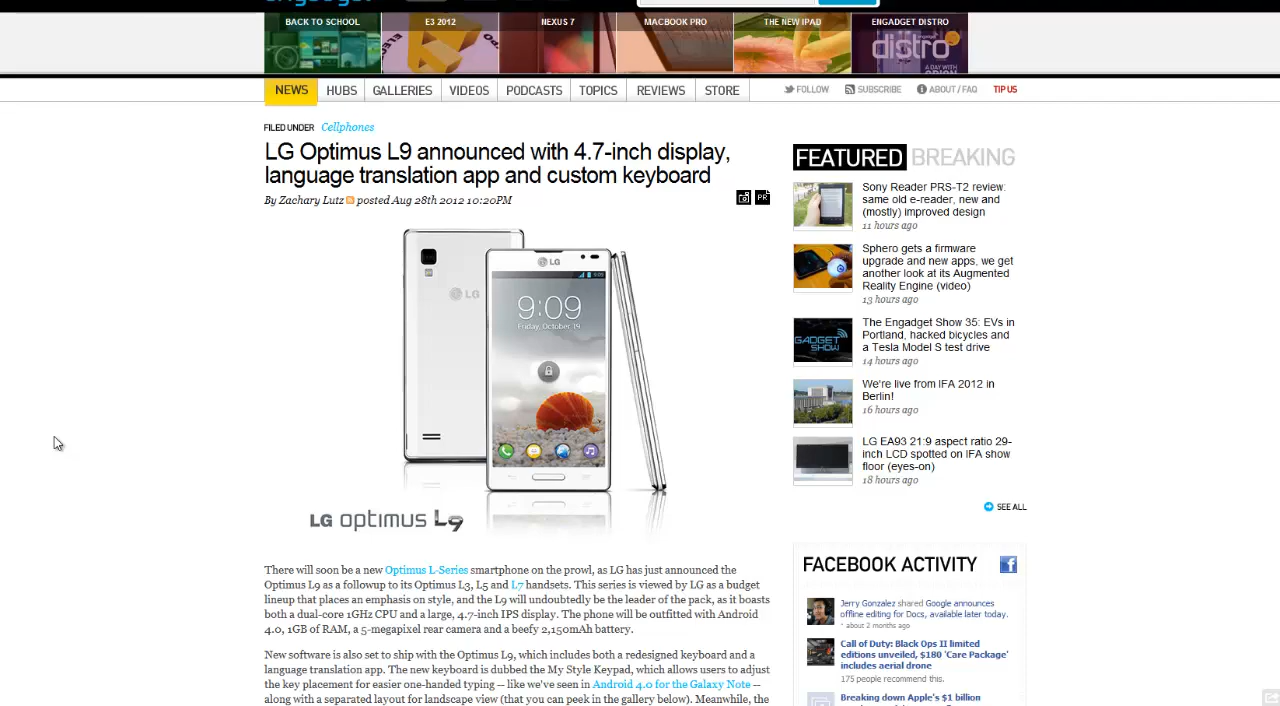 engadget
BACK TO SCHOOL
E3 2012
NEXUS 7
MACBOOK PRO
THE NEW IPAD
ENGADGET DISTRO
distro
A DAY WITH
ORION
NEWS
HUBS
GALLERIES
VIDEOS
PODCASTS
TOPICS
REVIEWS
STORE
FOLLOW
SUBSCRIBE
ABOUT / FAQ
TIP US
FILED UNDER Cellphones
LG Optimus L9 announced with 4.7-inch display,
language translation app and custom keyboard
By Zachary Lutz posted Aug 28th 2012 10:20PM
PR
LG
LG
9:09
9:09
Friday, October 19
LG optimus L9
There will soon be a new Optimus L-Series smartphone on the prowl, as LG has just announced the
Optimus L9 as a followup to its Optimus L3, L5 and L7 handsets. This series is viewed by LG as a budget
lineup that places an emphasis on style, and the L9 will undoubtedly be the leader of the pack, as it boasts
both a dual-core 1GHz CPU and a large, 4.7-inch IPS display. The phone will be outfitted with Android
4.0, 1GB of RAM, a 5-megapixel rear camera and a beefy 2,150mAh battery.
New software is also set to ship with the Optimus L9, which includes both a redesigned keyboard and a
language translation app. The new keyboard is dubbed the My Style Keypad, which allows users to adjust
the key placement for easier one-handed typing -- like we've seen in Android 4.0 for the Galaxy Note --
along with a separated layout for landscape view (that you can peek in the gallery below). Meanwhile, the
FEATURED BREAKING
Sony Reader PRS-T2 review:
same old e-reader, new and
(mostly) improved design
11 hours ago
Sphero gets a firmware
upgrade and new apps, we get
another look at its Augmented
Reality Engine (video)
13 hours ago
GADGET
SHOW
The Engadget Show 35: EVs in
Portland, hacked bicycles and
a Tesla Model S test drive
14 hours ago
We're live from IFA 2012 in
Berlin!
16 hours ago
LG EA93 21:9 aspect ratio 29-
inch LCD spotted on IFA show
floor (eyes-on)
18 hours ago
SEE ALL
FACEBOOK ACTIVITY
f
Jerry Gonzalez shared Google announces
offline editing for Docs, available later today.
· about 2 months ago
Call of Duty: Black Ops II limited
editions unveiled, $180 'Care Package'
includes aerial drone
175 people recommend this.
Breaking down Apple's $1 billion